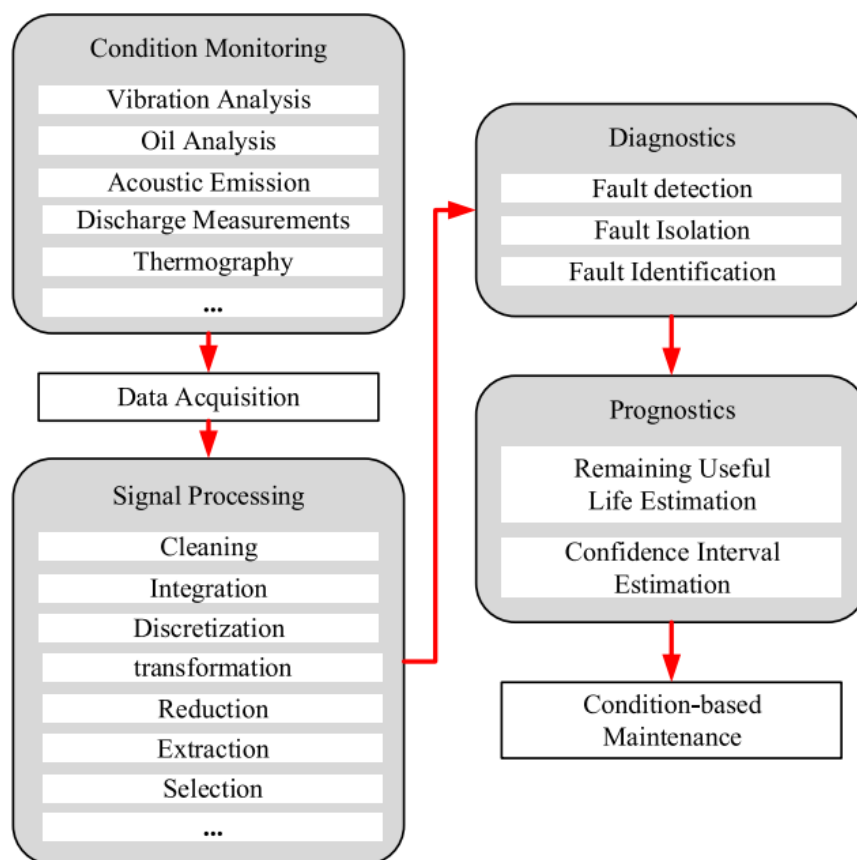 Condition Monitoring
Vibration Analysis
Oil Analysis
Acoustic Emission
Discharge Measurements
Thermography
...
Data Acquisition
Signal Processing
Cleaning
Integration
Discretization
transformation
Reduction
Extraction
Selection
...
Diagnostics
Fault detection
Fault Isolation
Fault Identification
Prognostics
Remaining Useful
Life Estimation
Confidence Interval
Estimation
Condition-based
Maintenance